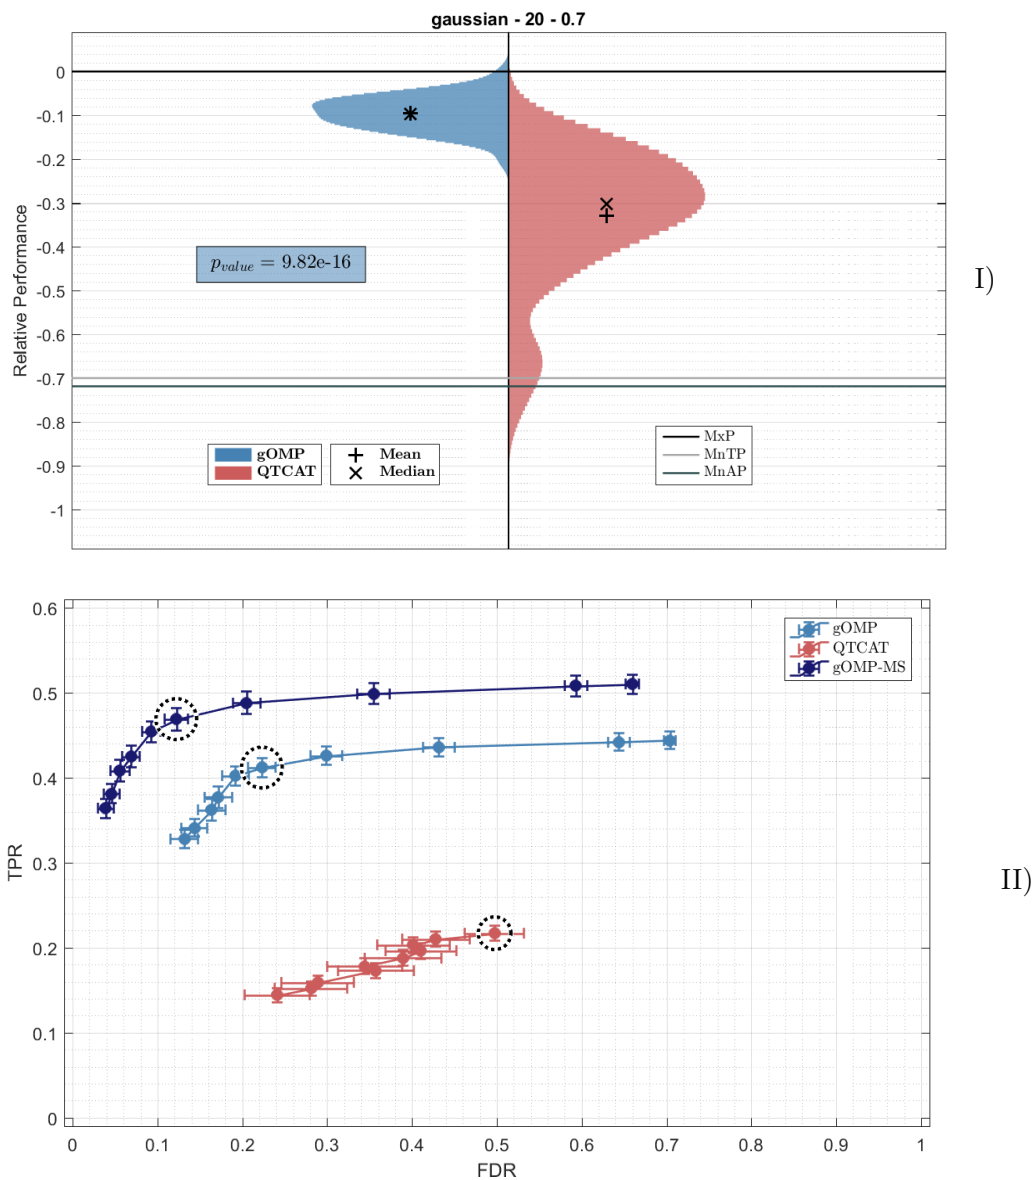 gaussian - 20 - 0.7
0
-0.1
-0.2
-0.3
-0.4
-0.5
-0.6
-0.7
-0.8
-0.9
-1
Relative Performance
p_value = 9.82e-16
gOMP
QTCAT
Mean
Median
MxP
MnTP
MnAP
I)
0.6
0.5
0.4
0.3
0.2
0.1
0
TPR
gOMP
QTCAT
gOMP-MS
0 0.1 0.2 0.3 0.4 0.5 0.6 0.7 0.8 0.9 1
FDR
II)